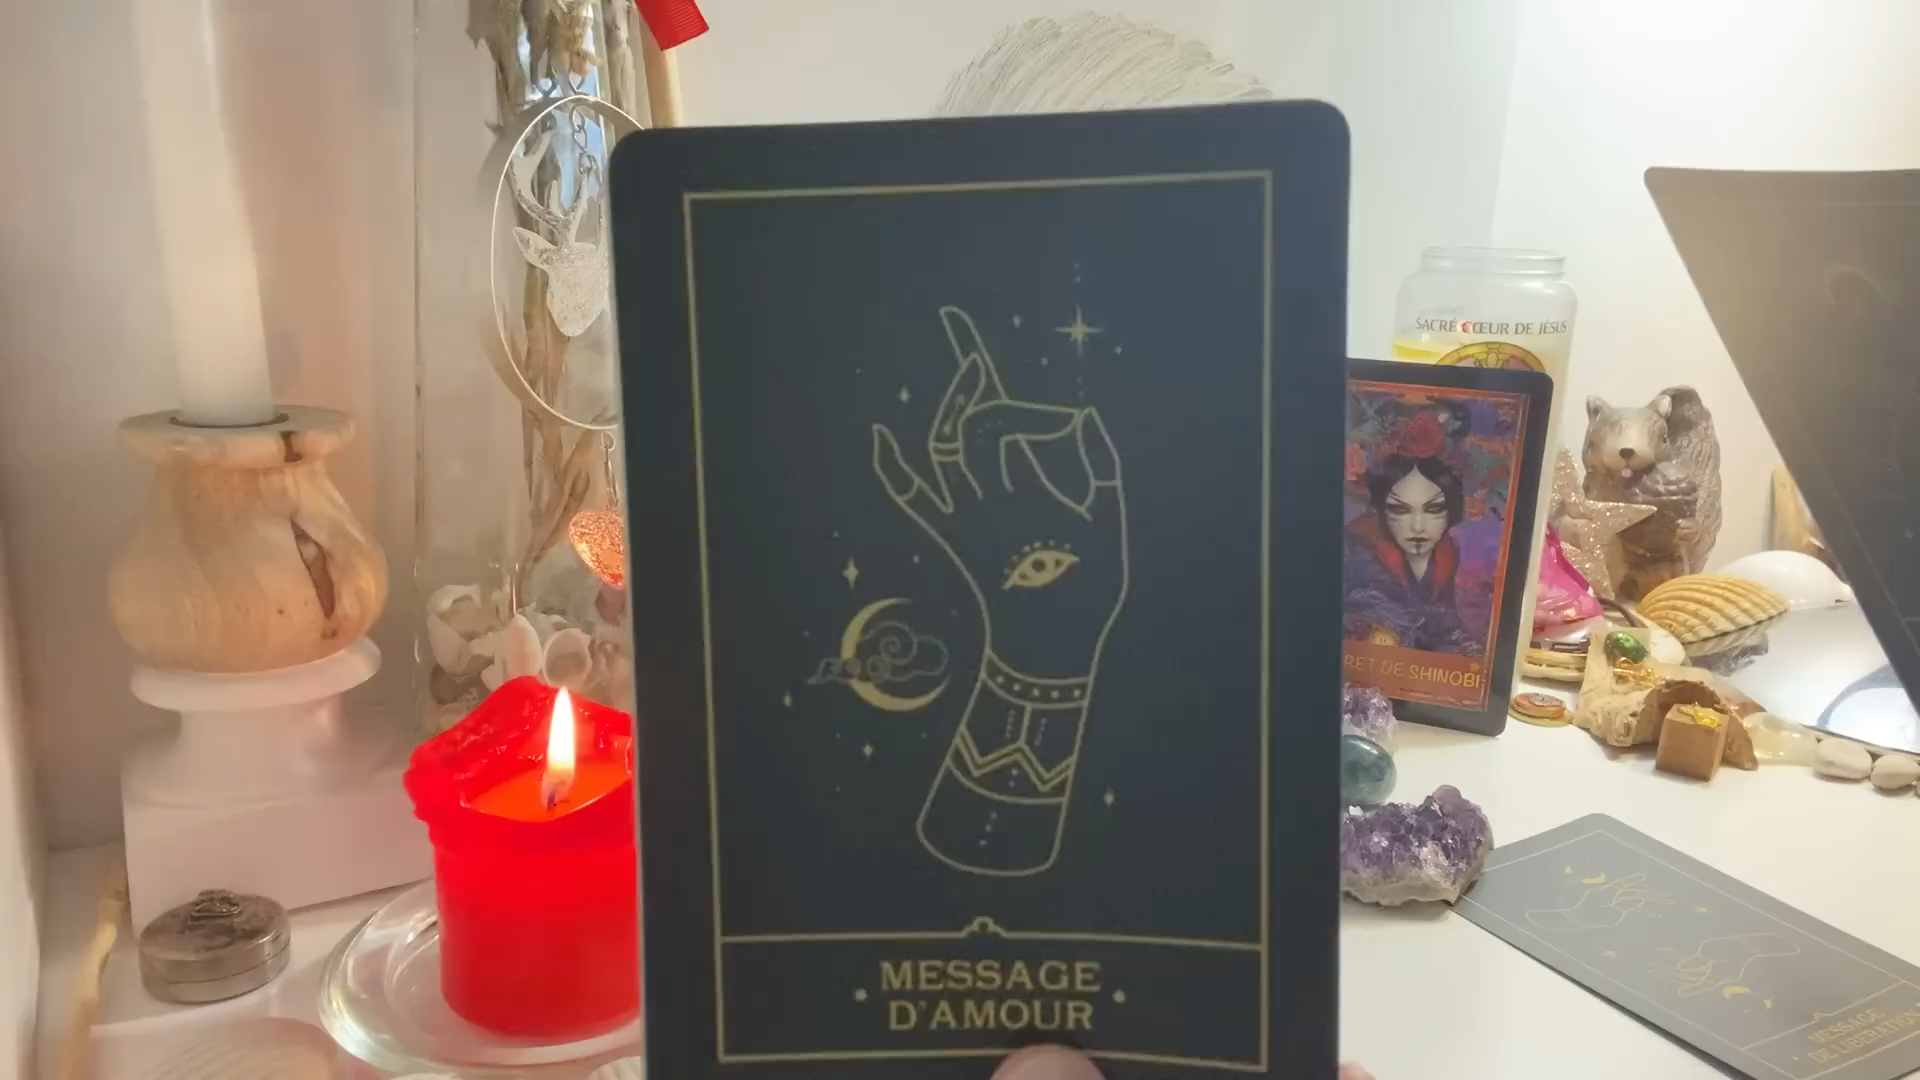 SACRÉ CŒUR DE JÉSUS
RET DE SHINOBI
MESSAGE
D'AMOUR
MESSAGE
DE LIBÉRATION